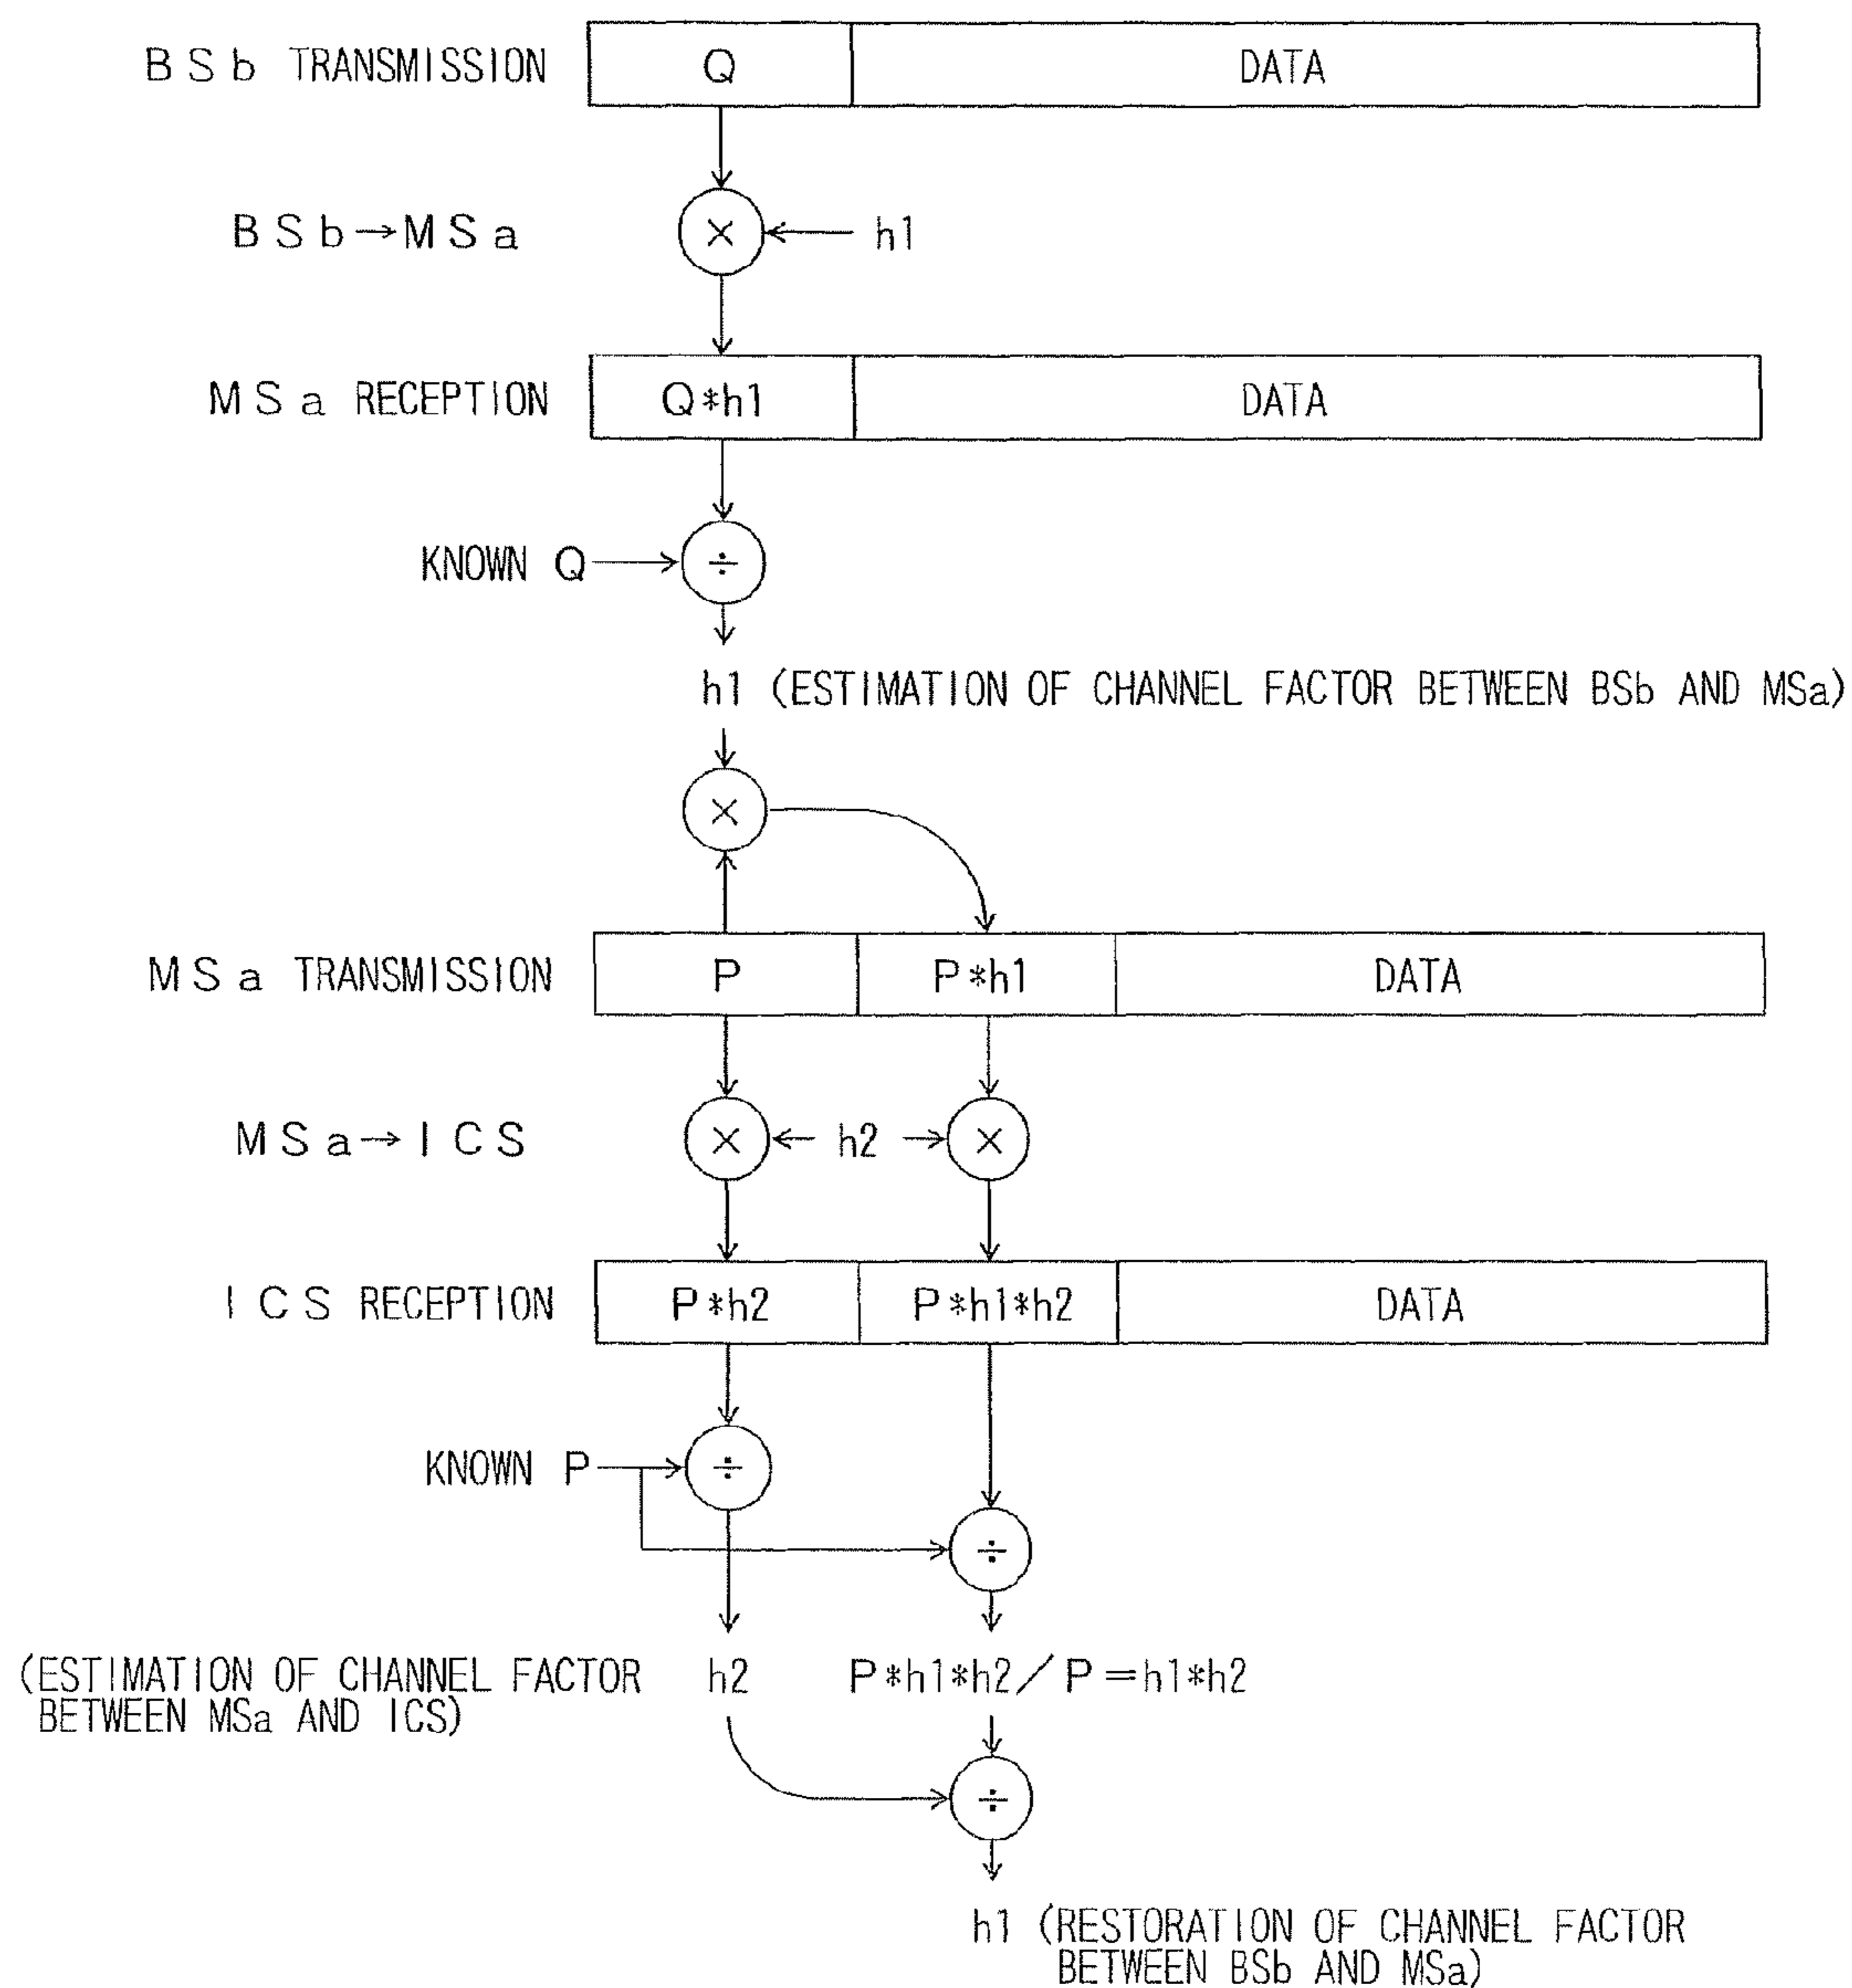 BSb TRANSMISSION Q DATA
× h1
BSb→MSa
MSa RECEPTION Q*h1 DATA
KNOWN Q ÷
h1 (ESTIMATION OF CHANNEL FACTOR BETWEEN BSb AND MSa)
×
MSa TRANSMISSION P P*h1 DATA
MSa→ICS × h2 ×
ICS RECEPTION P*h2 P*h1*h2 DATA
KNOWN P ÷
÷
(ESTIMATION OF CHANNEL FACTOR
BETWEEN MSa AND ICS)
h2
P*h1*h2/P=h1*h2
÷
h1 (RESTORATION OF CHANNEL FACTOR
BETWEEN BSb AND MSa)